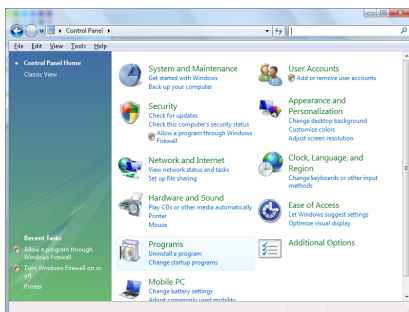 Control Panel
File Edit View Tools Help
Control Panel Home
Classic View
System and Maintenance
Get started with Windows
Back up your computer
Security
Check for updates
Check this computer's security status
Allow a program through Windows
Firewall
Network and Internet
View network status and tasks
Set up file sharing
Hardware and Sound
Play CDs or other media automatically
Printer
Mouse
Programs
Uninstall a program
Change startup programs
Mobile PC
Change battery settings
Adjust commonly used mobility
User Accounts
Add or remove user accounts
Appearance and
Personalization
Change desktop background
Customize colors
Adjust screen resolution
Clock, Language, and
Region
Change keyboards or other input
methods
Ease of Access
Let Windows suggest settings
Optimize visual display
Additional Options
Recent Tasks
Allow a program through
Windows Firewall
Turn Windows Firewall on or
off
Printer